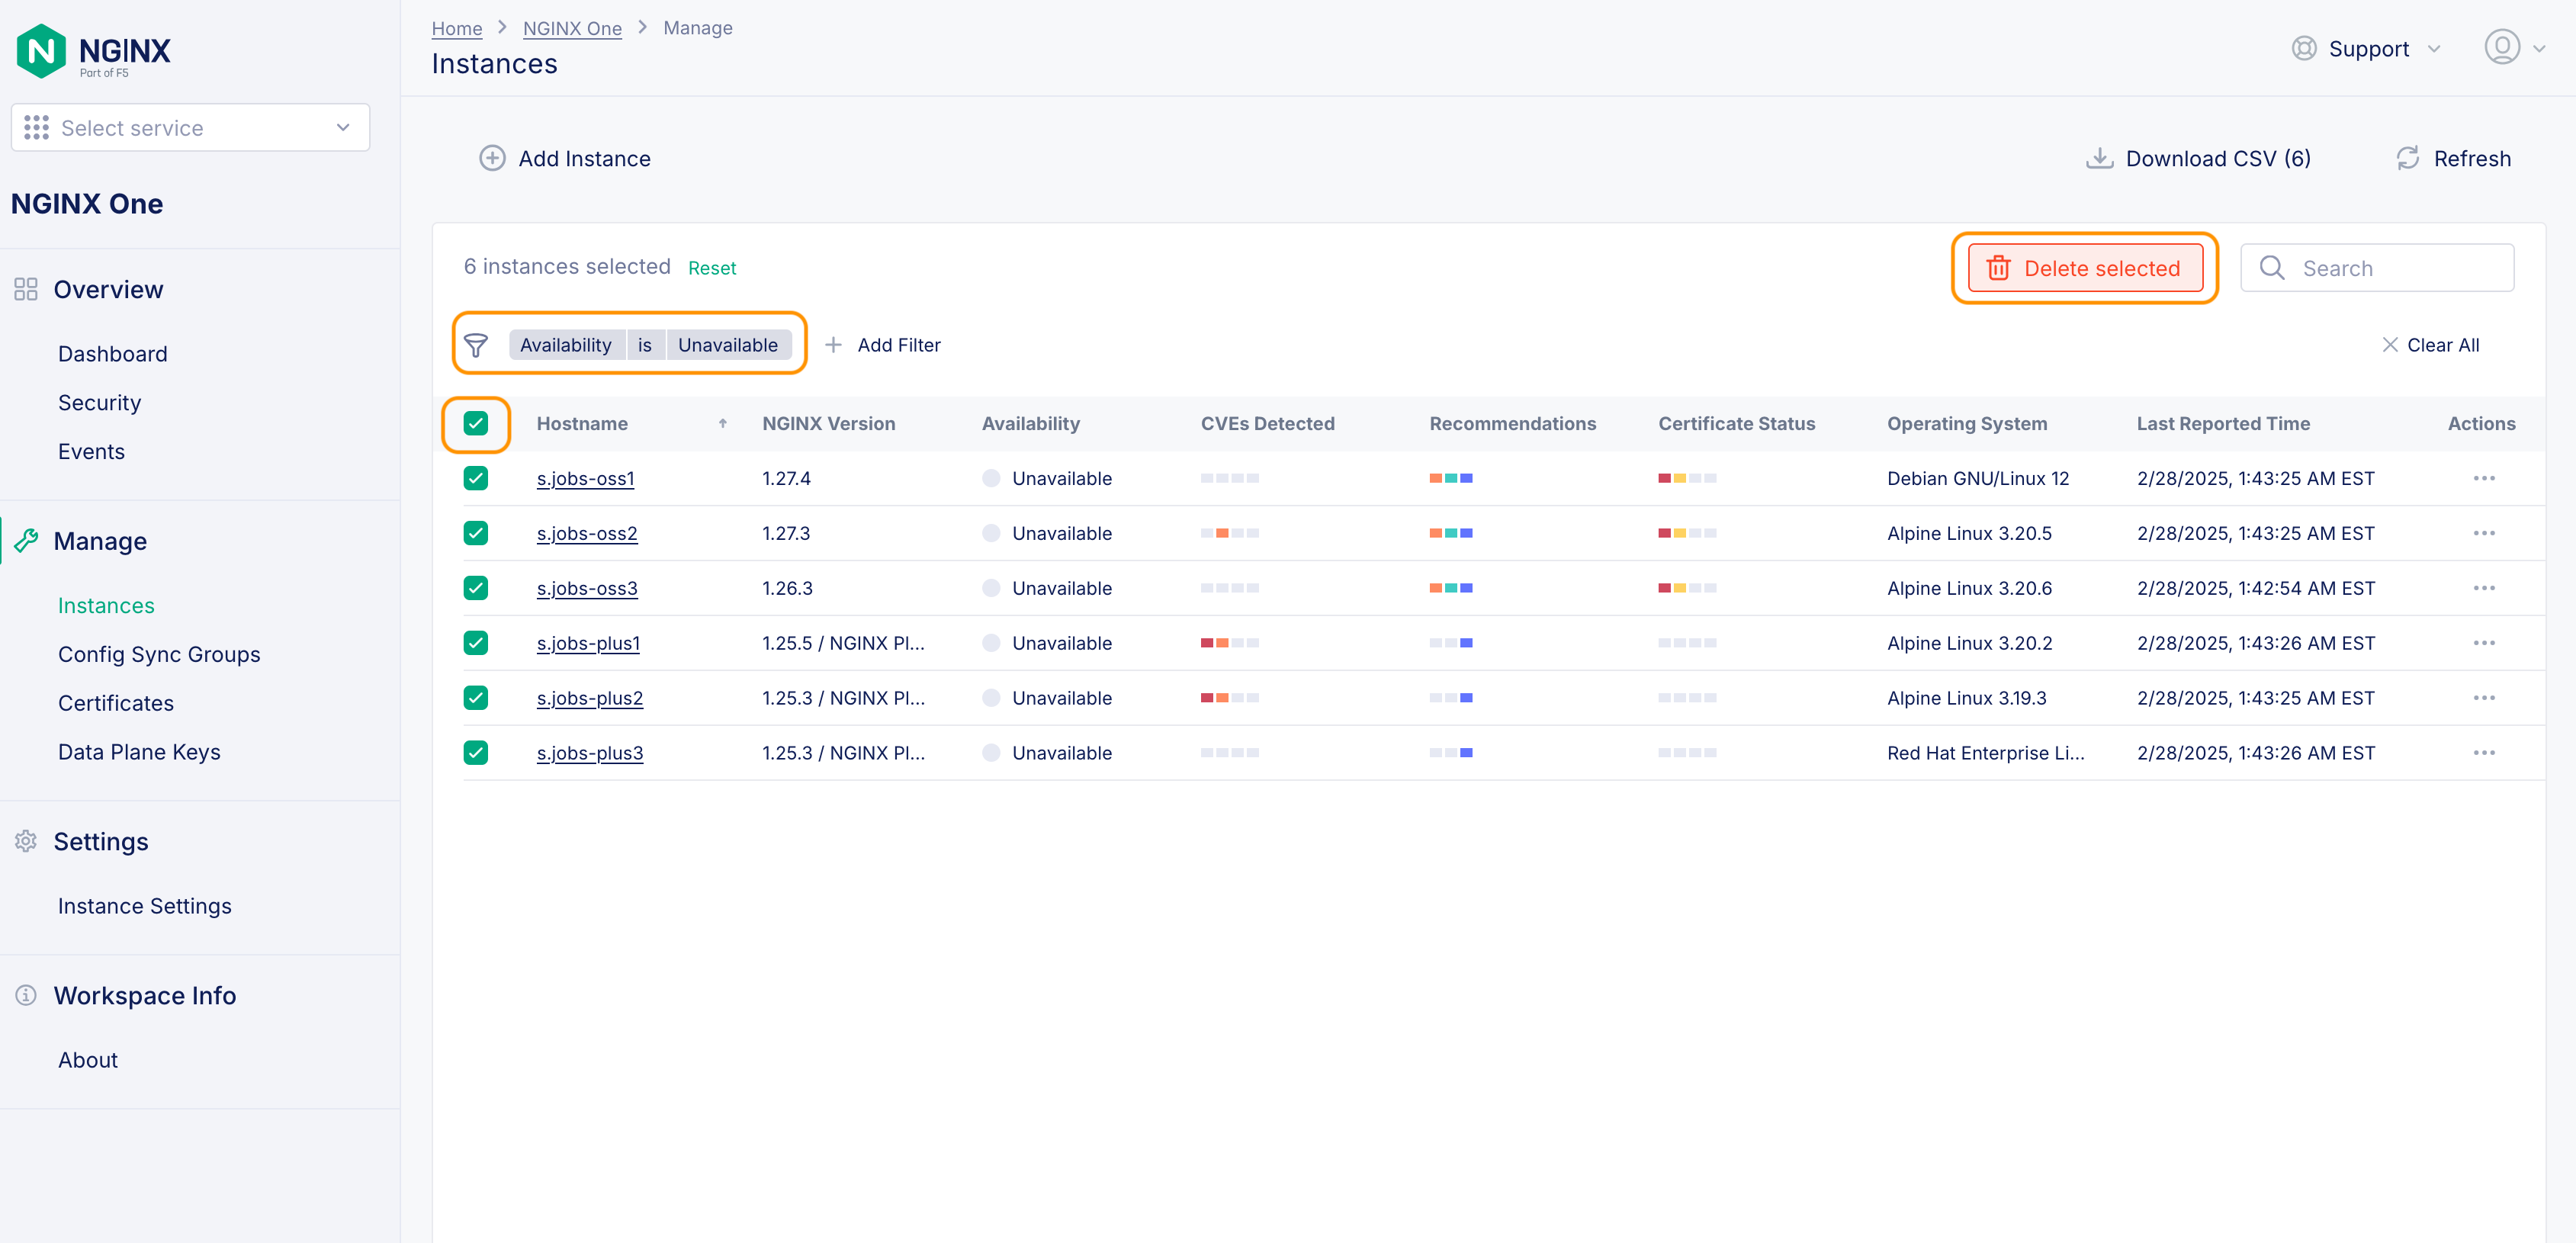 NGINX
Part of F5
Select service
NGINX One
Overview
Dashboard
Security
Events
Manage
Instances
Config Sync Groups
Certificates
Data Plane Keys
Settings
Instance Settings
Workspace Info
About
Home > NGINX One > Manage
Instances
Support
Add Instance
Download CSV (6)
Refresh
6 instances selected Reset
Delete selected
Search
Availability is Unavailable
Add Filter
Clear All
Hostname NGINX Version Availability CVEs Detected Recommendations Certificate Status Operating System Last Reported Time Actions
s.jobs-oss1 1.27.4 Unavailable Debian GNU/Linux 12 2/28/2025, 1:43:25 AM EST
s.jobs-oss2 1.27.3 Unavailable Alpine Linux 3.20.5 2/28/2025, 1:43:25 AM EST
s.jobs-oss3 1.26.3 Unavailable Alpine Linux 3.20.6 2/28/2025, 1:42:54 AM EST
s.jobs-plus1 1.25.5 / NGINX Pl... Unavailable Alpine Linux 3.20.2 2/28/2025, 1:43:26 AM EST
s.jobs-plus2 1.25.3 / NGINX Pl... Unavailable Alpine Linux 3.19.3 2/28/2025, 1:43:25 AM EST
s.jobs-plus3 1.25.3 / NGINX Pl... Unavailable Red Hat Enterprise Li... 2/28/2025, 1:43:26 AM EST